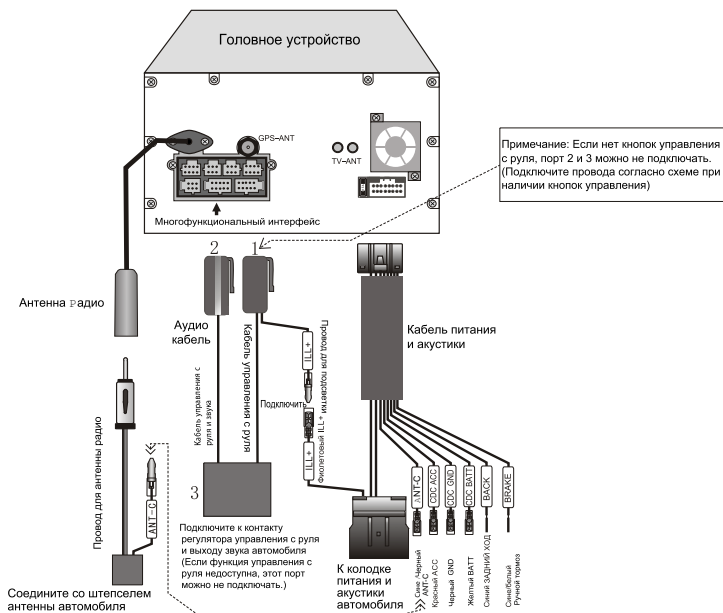 Головное устройство
GPS-ANT
TV-ANT
Многофункциональный интерфейс
Примечание: Если нет кнопок управления
с руля, порт 2 и 3 можно не подключать.
(Подключите провода согласно схеме при
наличии кнопок управления)
2
1
Антенна Радио
Аудио
кабель
Кабель управления с
руля и звука
Кабель управления с руля
ILL+
Провод для подсветки
Подключить
ILL+
Фиолетовый ILL+
Кабель питания
и акустики
3
Подключите к контакту
регулятора управления с руля
и выходу звука автомобиля
(Если функция управления с
руля недоступна, этот порт
можно не подключать.)
Провод для антенны радио
ANT-C
Соедините со штепселем
антенны автомобиля
К колодке
питания и
акустики
автомобиля
ANT-C
CDC ACC
CDC GND
CDC BATT
BACK
BRAKE
Сине /Черный
ANT-C
Красный ACC
Черный GND
Желтый BATT
Синий ЗАДНИЙ ХОД
Сине/белый
Ручной тормоз